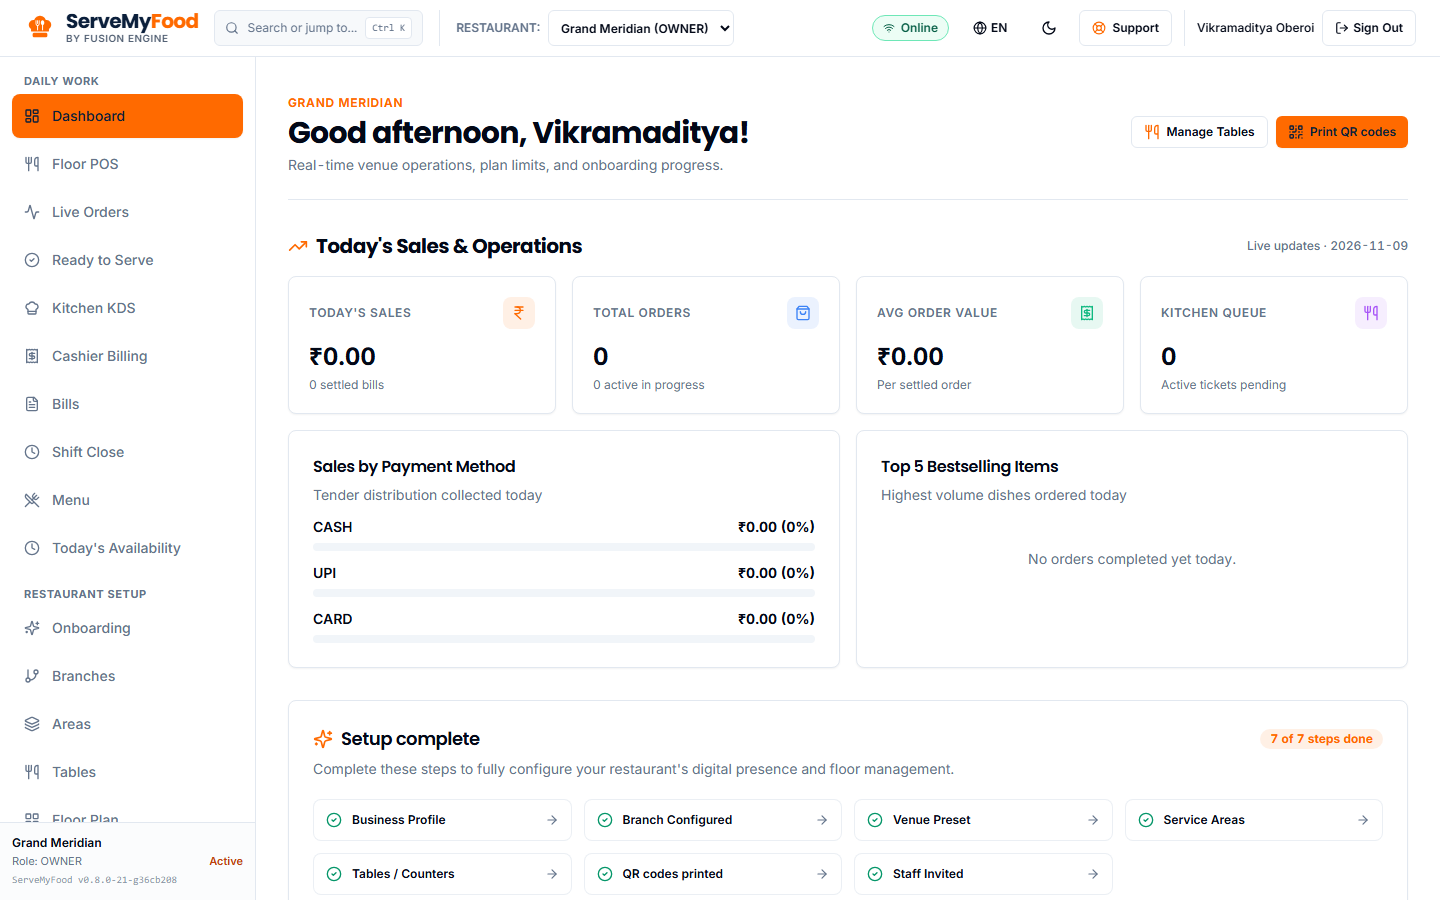 ServeMyFood
BY FUSION ENGINE
Search or jump to...
Ctrl K
RESTAURANT:
Grand Meridian (OWNER)
Online
EN
Support
Vikramaditya Oberoi
Sign Out
DAILY WORK
Dashboard
Floor POS
Live Orders
Ready to Serve
Kitchen KDS
Cashier Billing
Bills
Shift Close
Menu
Today's Availability
RESTAURANT SETUP
Onboarding
Branches
Areas
Tables
Floor Plan
Grand Meridian
Role: OWNER
Active
ServeMyFood v0.8.0-21-g36cb208
GRAND MERIDIAN
Good afternoon, Vikramaditya!
Real-time venue operations, plan limits, and onboarding progress.
Manage Tables
Print QR codes
Today's Sales & Operations
Live updates · 2026-11-09
TODAY'S SALES
₹0.00
0 settled bills
TOTAL ORDERS
0
0 active in progress
AVG ORDER VALUE
₹0.00
Per settled order
KITCHEN QUEUE
0
Active tickets pending
Sales by Payment Method
Tender distribution collected today
CASH ₹0.00 (0%)
UPI ₹0.00 (0%)
CARD ₹0.00 (0%)
Top 5 Bestselling Items
Highest volume dishes ordered today
No orders completed yet today.
Setup complete
7 of 7 steps done
Complete these steps to fully configure your restaurant's digital presence and floor management.
Business Profile
Branch Configured
Venue Preset
Service Areas
Tables / Counters
QR codes printed
Staff Invited